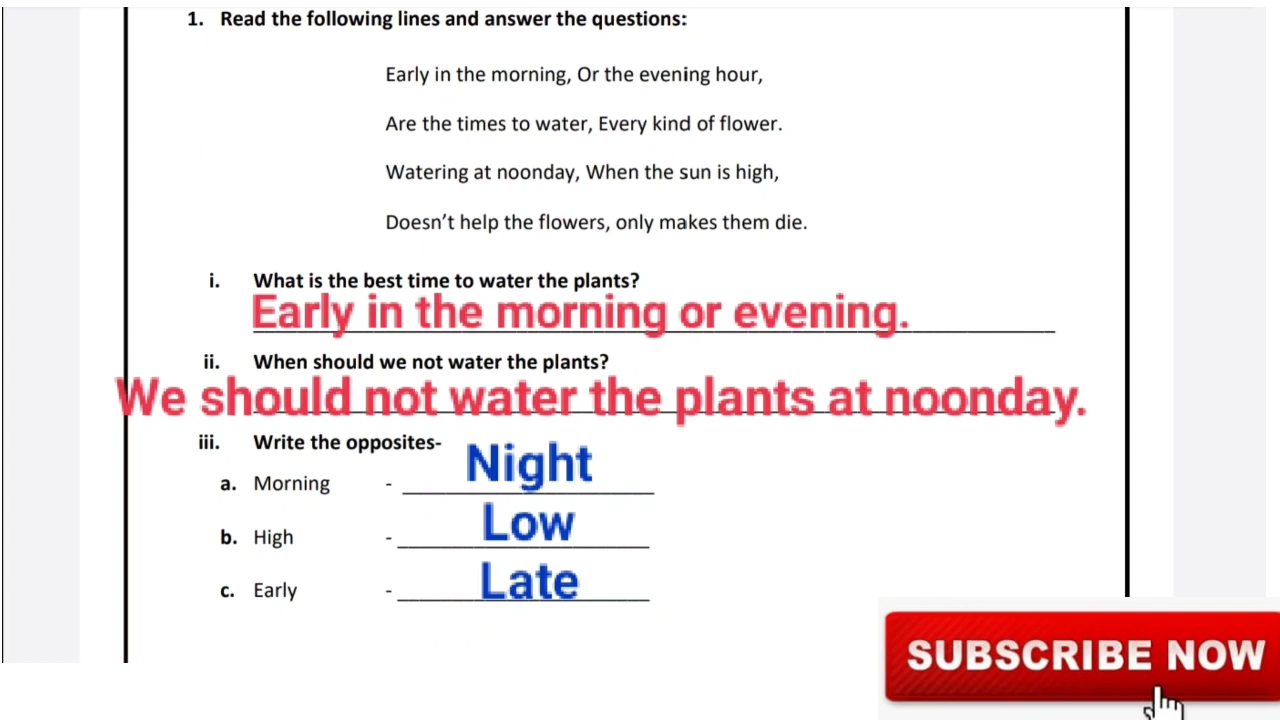 1. Read the following lines and answer the questions:
Early in the morning, Or the evening hour,
Are the times to water, Every kind of flower.
Watering at noonday, When the sun is high,
Doesn't help the flowers, only makes them die.
i. What is the best time to water the plants?
Early in the morning or evening.
ii. When should we not water the plants?
We should not water the plants at noonday.
iii. Write the opposites-
a. Morning - Night
b. High - Low
c. Early - Late
SUBSCRIBE NOW